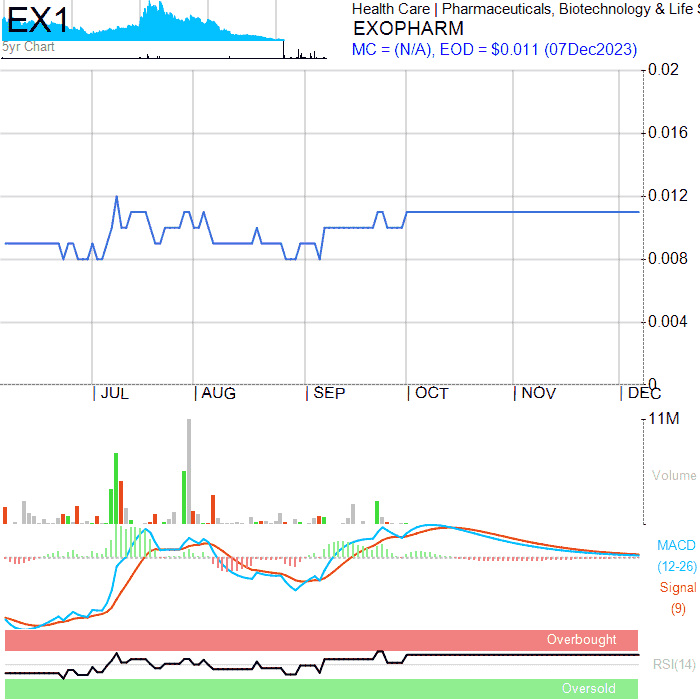 EX1
5yr Chart
Health Care | Pharmaceuticals, Biotechnology & Life
EXOPHARM
MC = (N/A), EOD = $0.011 (07Dec2023)
0.02
0.016
0.012
0.008
0.004
0
JUL AUG SEP OCT NOV DEC
11M
Volume
MACD
(12-26)
Signal
(9)
Overbought
RSI(14)
Oversold